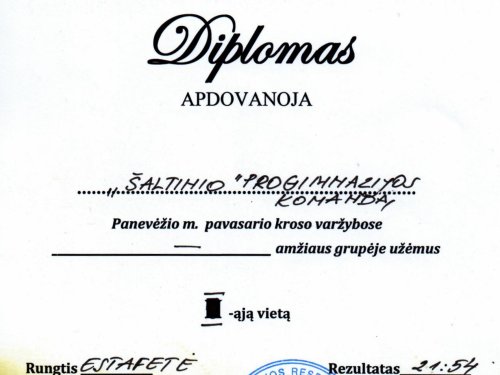 Diplomas
APDOVANOJA
„ŠALTINIO" PROGIMNAZIJOS
KOMANDĄ,
Panevėžio m. pavasario kroso varžybose
— amžiaus grupėje užėmus
-ąją vietą
Rungtis ESTAFETĖ
Rezultatas 21:54